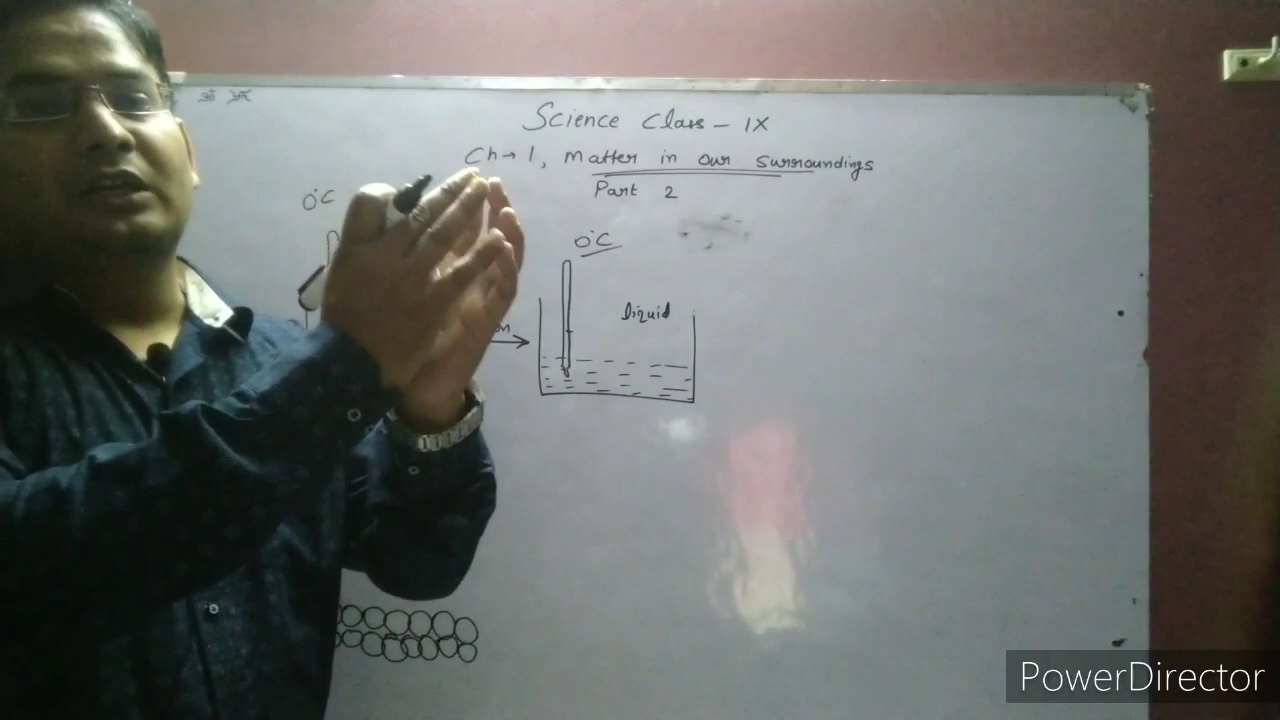 Science Class - IX
Ch → 1, Matter in our surroundings
Part 2
0°C
0°C
liquid
PowerDirector